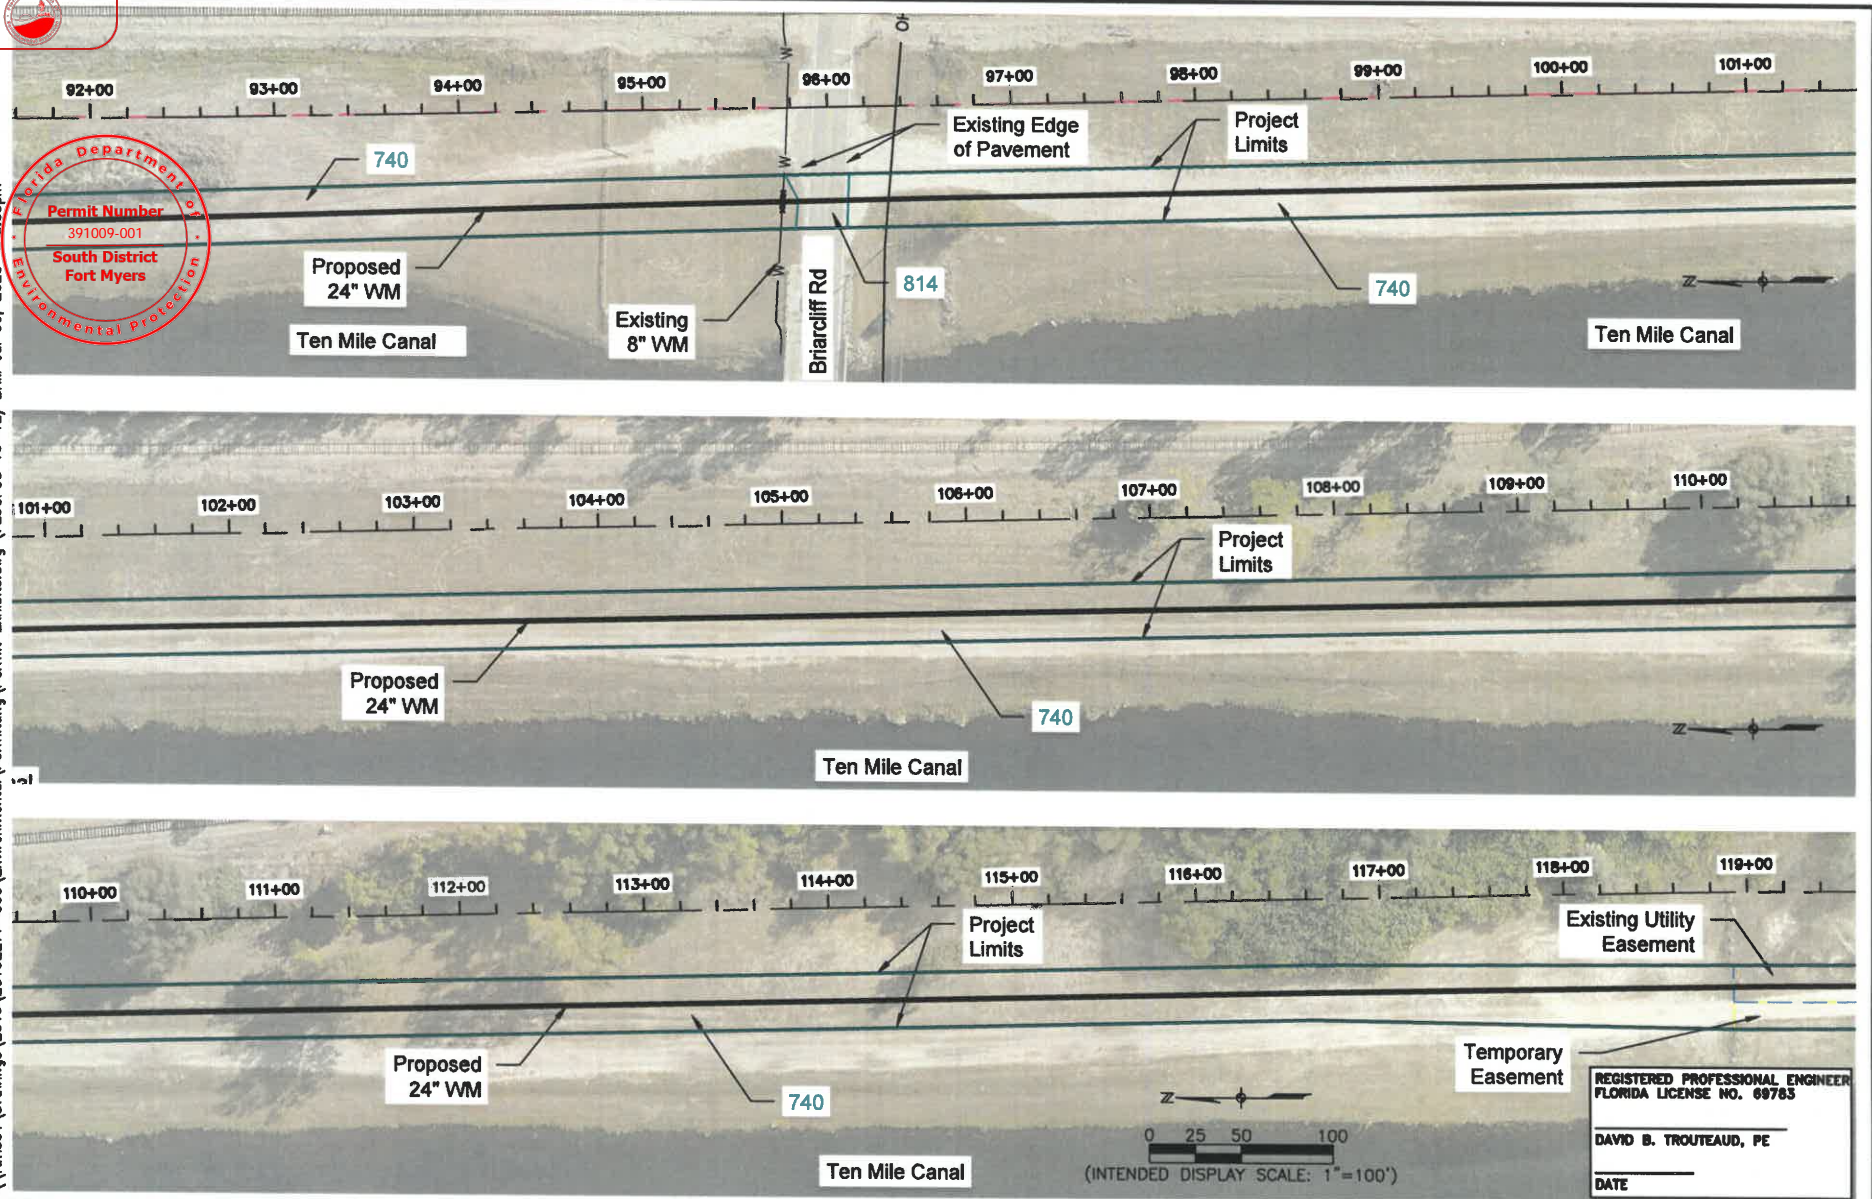 92+00
93+00
94+00
95+00
96+00
97+00
98+00
99+00
100+00
101+00
W
W
W
Florida Department of
Environmental Protection
Permit Number
391009-001
South District
Fort Myers
740
Existing Edge
of Pavement
Project
Limits
Proposed
24" WM
814
740
Existing
8" WM
Briarcliff Rd
Ten Mile Canal
Ten Mile Canal
Z
101+00
102+00
103+00
104+00
105+00
106+00
107+00
108+00
109+00
110+00
Project
Limits
Proposed
24" WM
740
Ten Mile Canal
Z
110+00
111+00
112+00
113+00
114+00
115+00
116+00
117+00
118+00
119+00
Project
Limits
Existing Utility
Easement
Proposed
24" WM
740
Temporary
Easement
Z
0 25 50 100
(INTENDED DISPLAY SCALE: 1"=100')
Ten Mile Canal
REGISTERED PROFESSIONAL ENGINEER
FLORIDA LICENSE NO. 69783
DAVID B. TROUTEAUD, PE
DATE